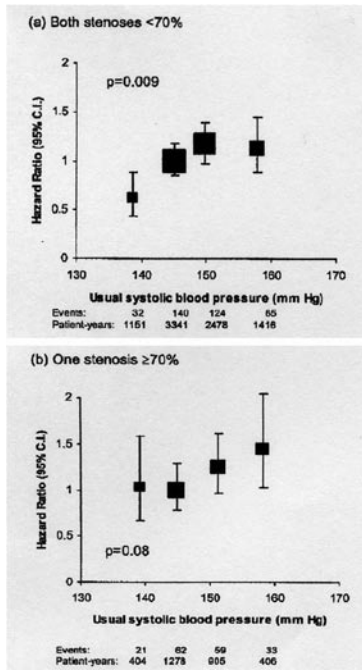 (a) Both stenoses <70%
2
1.5
1
0.5
0
p=0.009
Hazard Ratio (95% C.I.)
130 140 150 160 170
Usual systolic blood pressure (mm Hg)
Events: 32 140 124 65
Patient-years: 1151 3341 2478 1416
(b) One stenosis ≥70%
2
1.5
1
0.5
0
p=0.08
Hazard Ratio (95% C.I.)
130 140 150 160 170
Usual systolic blood pressure (mm Hg)
Events: 21 62 59 33
Patient-years: 404 1278 905 406